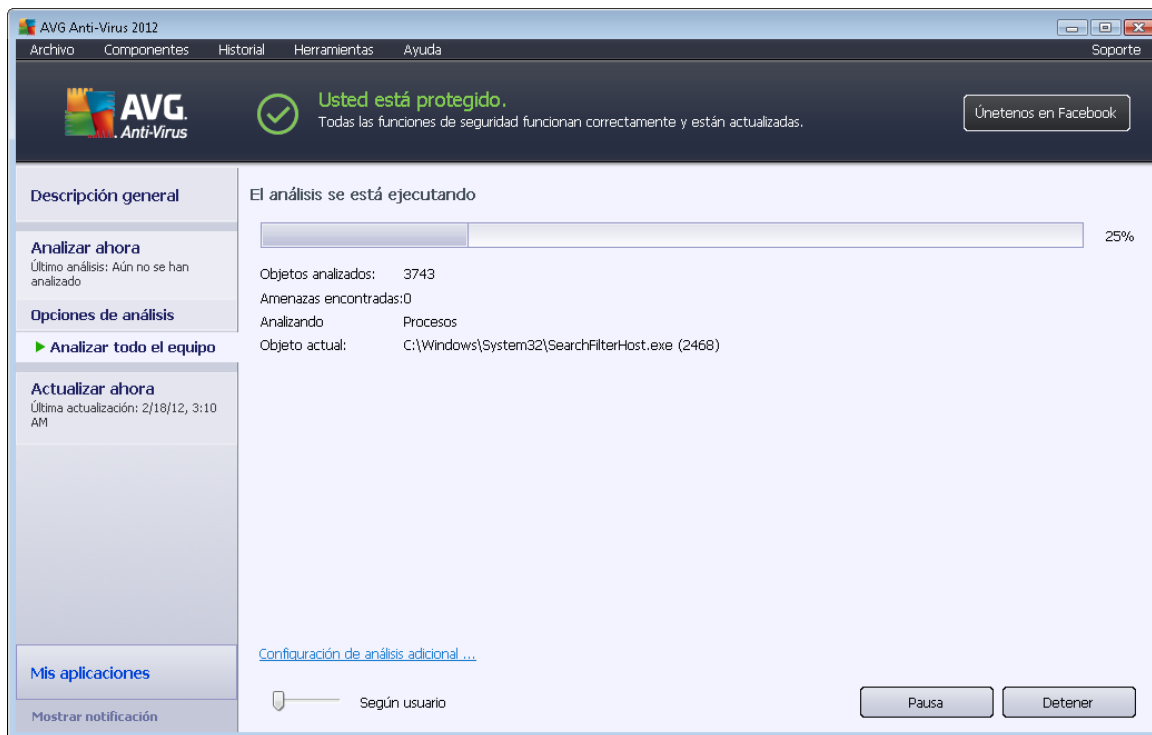 AVG Anti-Virus 2012
Archivo Componentes Historial Herramientas Ayuda Soporte
AVG.
Anti-Virus
Usted está protegido.
Todas las funciones de seguridad funcionan correctamente y están actualizadas.
Únetenos en Facebook
Descripción general
Analizar ahora
Último análisis: Aún no se han
analizado
Opciones de análisis
Analizar todo el equipo
Actualizar ahora
Última actualización: 2/18/12, 3:10
AM
Mis aplicaciones
Mostrar notificación
El análisis se está ejecutando
25%
Objetos analizados: 3743
Amenazas encontradas:0
Analizando Procesos
Objeto actual: C:\Windows\System32\SearchFilterHost.exe (2468)
Configuración de análisis adicional ...
Según usuario
Pausa
Detener